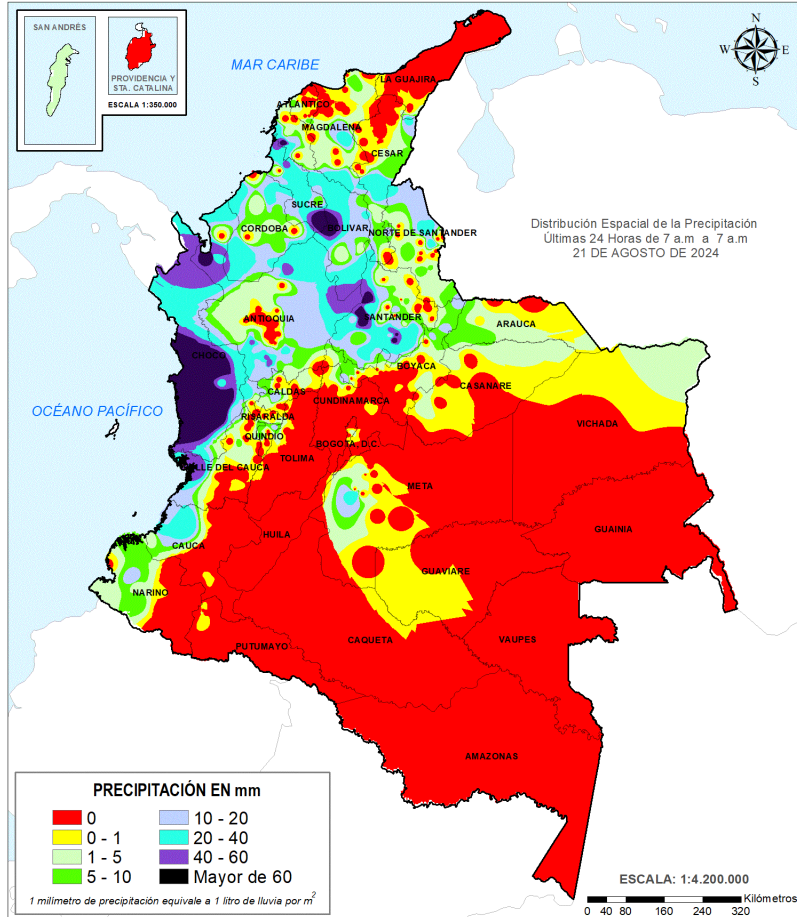 SAN ANDRÉS
PROVIDENCIA Y
STA. CATALINA
ESCALA 1:350.000
MAR CARIBE
N
W
E
S
LA GUAJIRA
ATLANTICO
MAGDALENA
CESAR
SUCRE
CORDOBA
BOLIVAR
NORTE DE SANTANDER
Distribución Espacial de la Precipitación
Últimas 24 Horas de 7 a.m a 7 a.m
21 DE AGOSTO DE 2024
ANTIOQUIA
SANTANDER
ARAUCA
CHOCO
BOYACA
CASANARE
CALDAS
CUNDINAMARCA
OCÉANO PACÍFICO
RISARALDA
VICHADA
QUINDIO
BOGOTA, D.C.
TOLIMA
VALLE DEL CAUCA
META
GUAINIA
HUILA
CAUCA
GUAVIARE
NARIÑO
CAQUETA
VAUPES
PUTUMAYO
AMAZONAS
PRECIPITACIÓN EN mm
0
10 - 20
0 - 1
20 - 40
1 - 5
40 - 60
5 - 10
Mayor de 60
1 milímetro de precipitación equivale a 1 litro de lluvia por m²
ESCALA: 1:4.200.000
Kilómetros
0 40 80 160 240 320